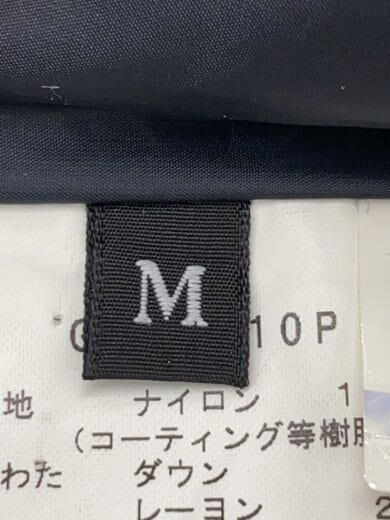 M
10P
地 ナイロン 1
(コーティング等樹
わた ダウン
レーヨン 2